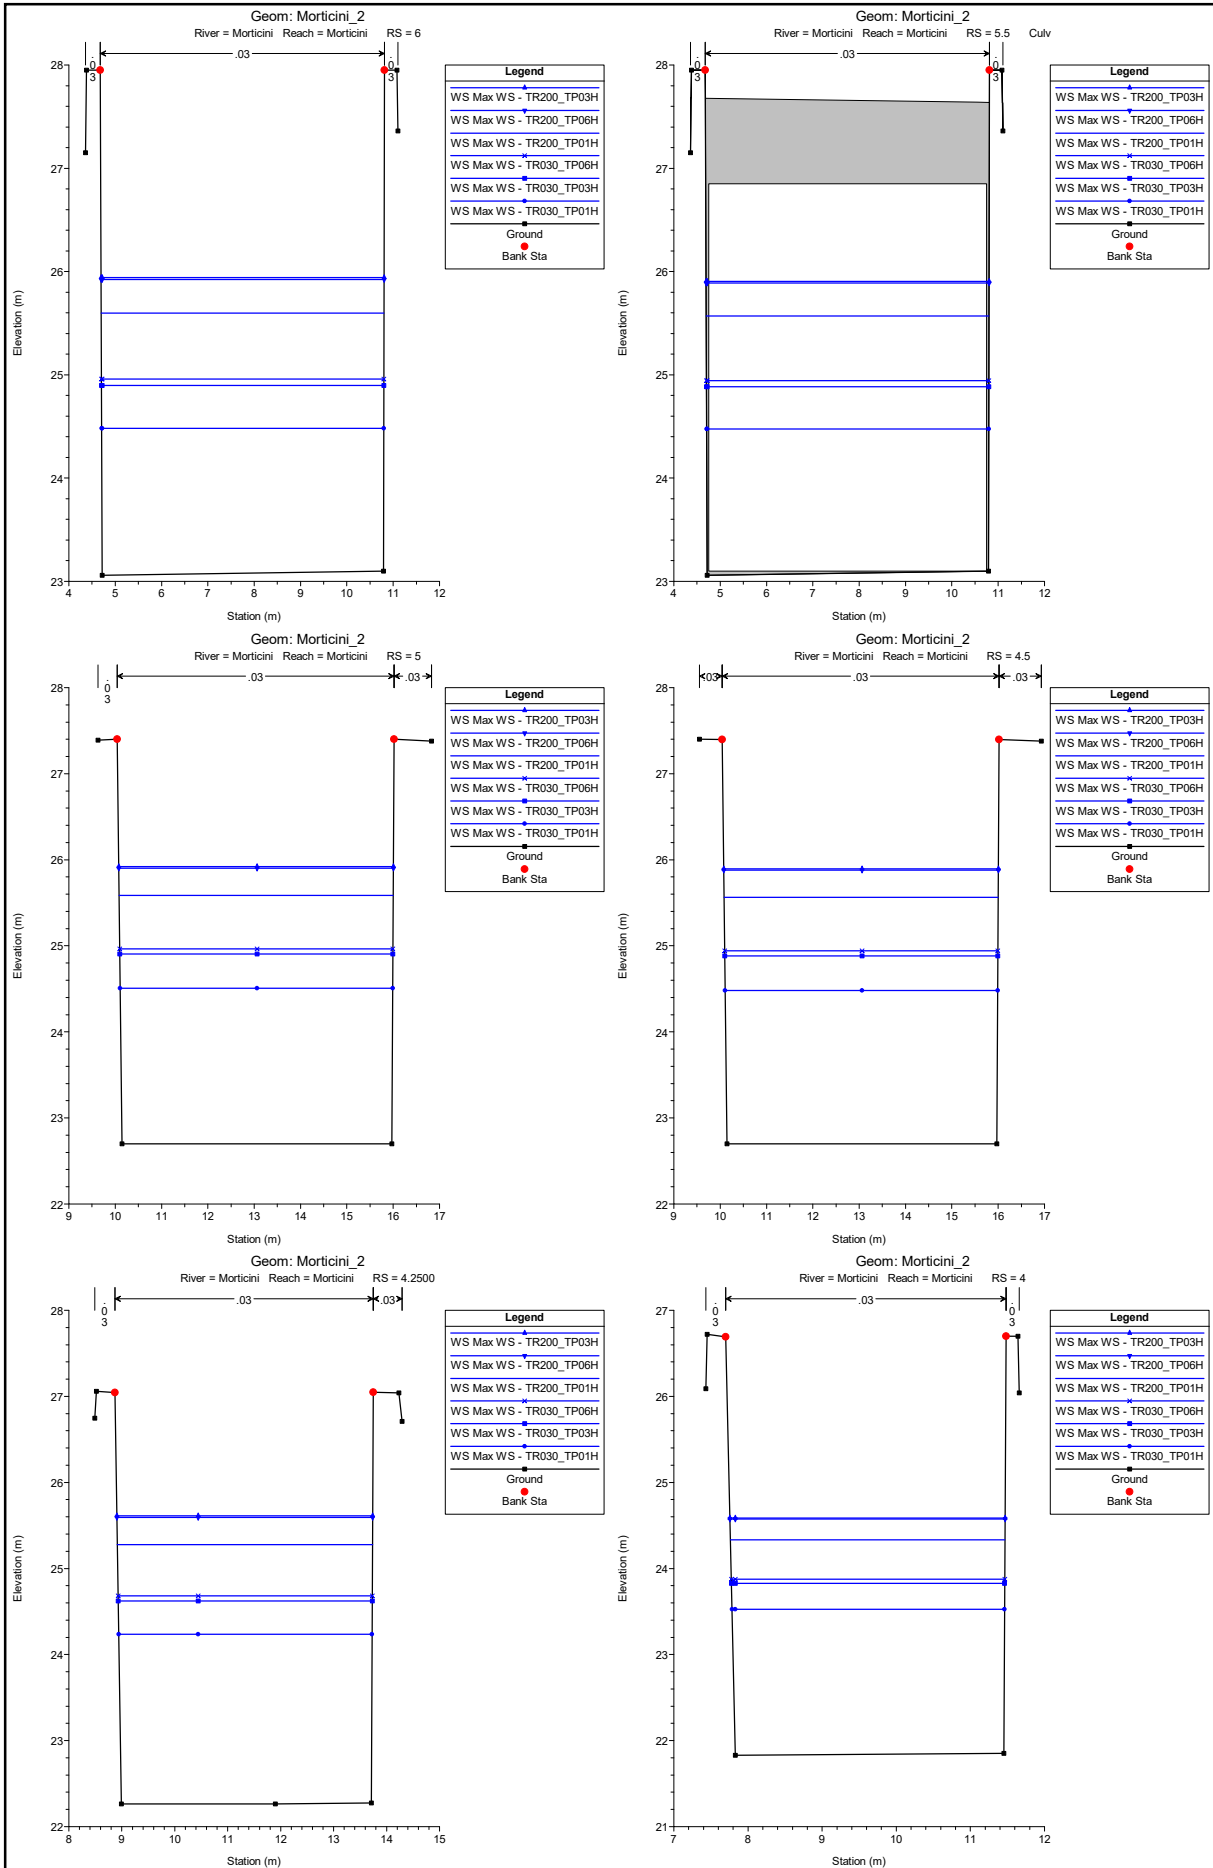 Geom: Morticini_2
River = Morticini Reach = Morticini RS = 6
.03 .03 .03
Legend
WS Max WS - TR200_TP03H
WS Max WS - TR200_TP06H
WS Max WS - TR200_TP01H
WS Max WS - TR030_TP06H
WS Max WS - TR030_TP03H
WS Max WS - TR030_TP01H
Ground
Bank Sta
28
27
26
25
24
23
Elevation (m)
4 5 6 7 8 9 10 11 12
Station (m)
Geom: Morticini_2
River = Morticini Reach = Morticini RS = 5.5 Culv
.03 .03 .03
Legend
WS Max WS - TR200_TP03H
WS Max WS - TR200_TP06H
WS Max WS - TR200_TP01H
WS Max WS - TR030_TP06H
WS Max WS - TR030_TP03H
WS Max WS - TR030_TP01H
Ground
Bank Sta
28
27
26
25
24
23
Elevation (m)
4 5 6 7 8 9 10 11 12
Station (m)
Geom: Morticini_2
River = Morticini Reach = Morticini RS = 5
.03 .03 .03
Legend
WS Max WS - TR200_TP03H
WS Max WS - TR200_TP06H
WS Max WS - TR200_TP01H
WS Max WS - TR030_TP06H
WS Max WS - TR030_TP03H
WS Max WS - TR030_TP01H
Ground
Bank Sta
28
27
26
25
24
23
22
Elevation (m)
9 10 11 12 13 14 15 16 17
Station (m)
Geom: Morticini_2
River = Morticini Reach = Morticini RS = 4.5
.03 .03 .03
Legend
WS Max WS - TR200_TP03H
WS Max WS - TR200_TP06H
WS Max WS - TR200_TP01H
WS Max WS - TR030_TP06H
WS Max WS - TR030_TP03H
WS Max WS - TR030_TP01H
Ground
Bank Sta
28
27
26
25
24
23
22
Elevation (m)
9 10 11 12 13 14 15 16 17
Station (m)
Geom: Morticini_2
River = Morticini Reach = Morticini RS = 4.2500
.03 .03 .03
Legend
WS Max WS - TR200_TP03H
WS Max WS - TR200_TP06H
WS Max WS - TR200_TP01H
WS Max WS - TR030_TP06H
WS Max WS - TR030_TP03H
WS Max WS - TR030_TP01H
Ground
Bank Sta
28
27
26
25
24
23
22
Elevation (m)
8 9 10 11 12 13 14 15
Station (m)
Geom: Morticini_2
River = Morticini Reach = Morticini RS = 4
.03 .03 .03
Legend
WS Max WS - TR200_TP03H
WS Max WS - TR200_TP06H
WS Max WS - TR200_TP01H
WS Max WS - TR030_TP06H
WS Max WS - TR030_TP03H
WS Max WS - TR030_TP01H
Ground
Bank Sta
27
26
25
24
23
22
21
Elevation (m)
7 8 9 10 11 12
Station (m)